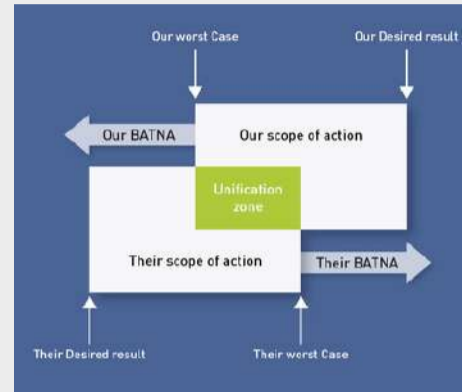 Our worst Case
Our Desired result
Our BATNA
Our scope of action
Unification
zone
Their scope of action
Their BATNA
Their Desired result
Their worst Case